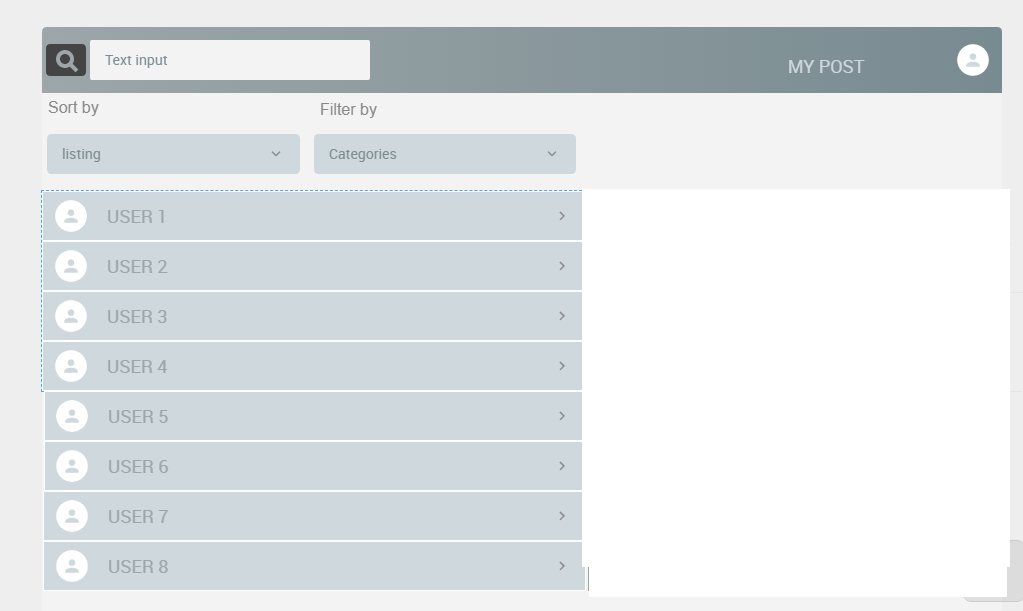 Text input
MY POST
Sort by
Filter by
listing
Categories
USER 1
USER 2
USER 3
USER 4
USER 5
USER 6
USER 7
USER 8